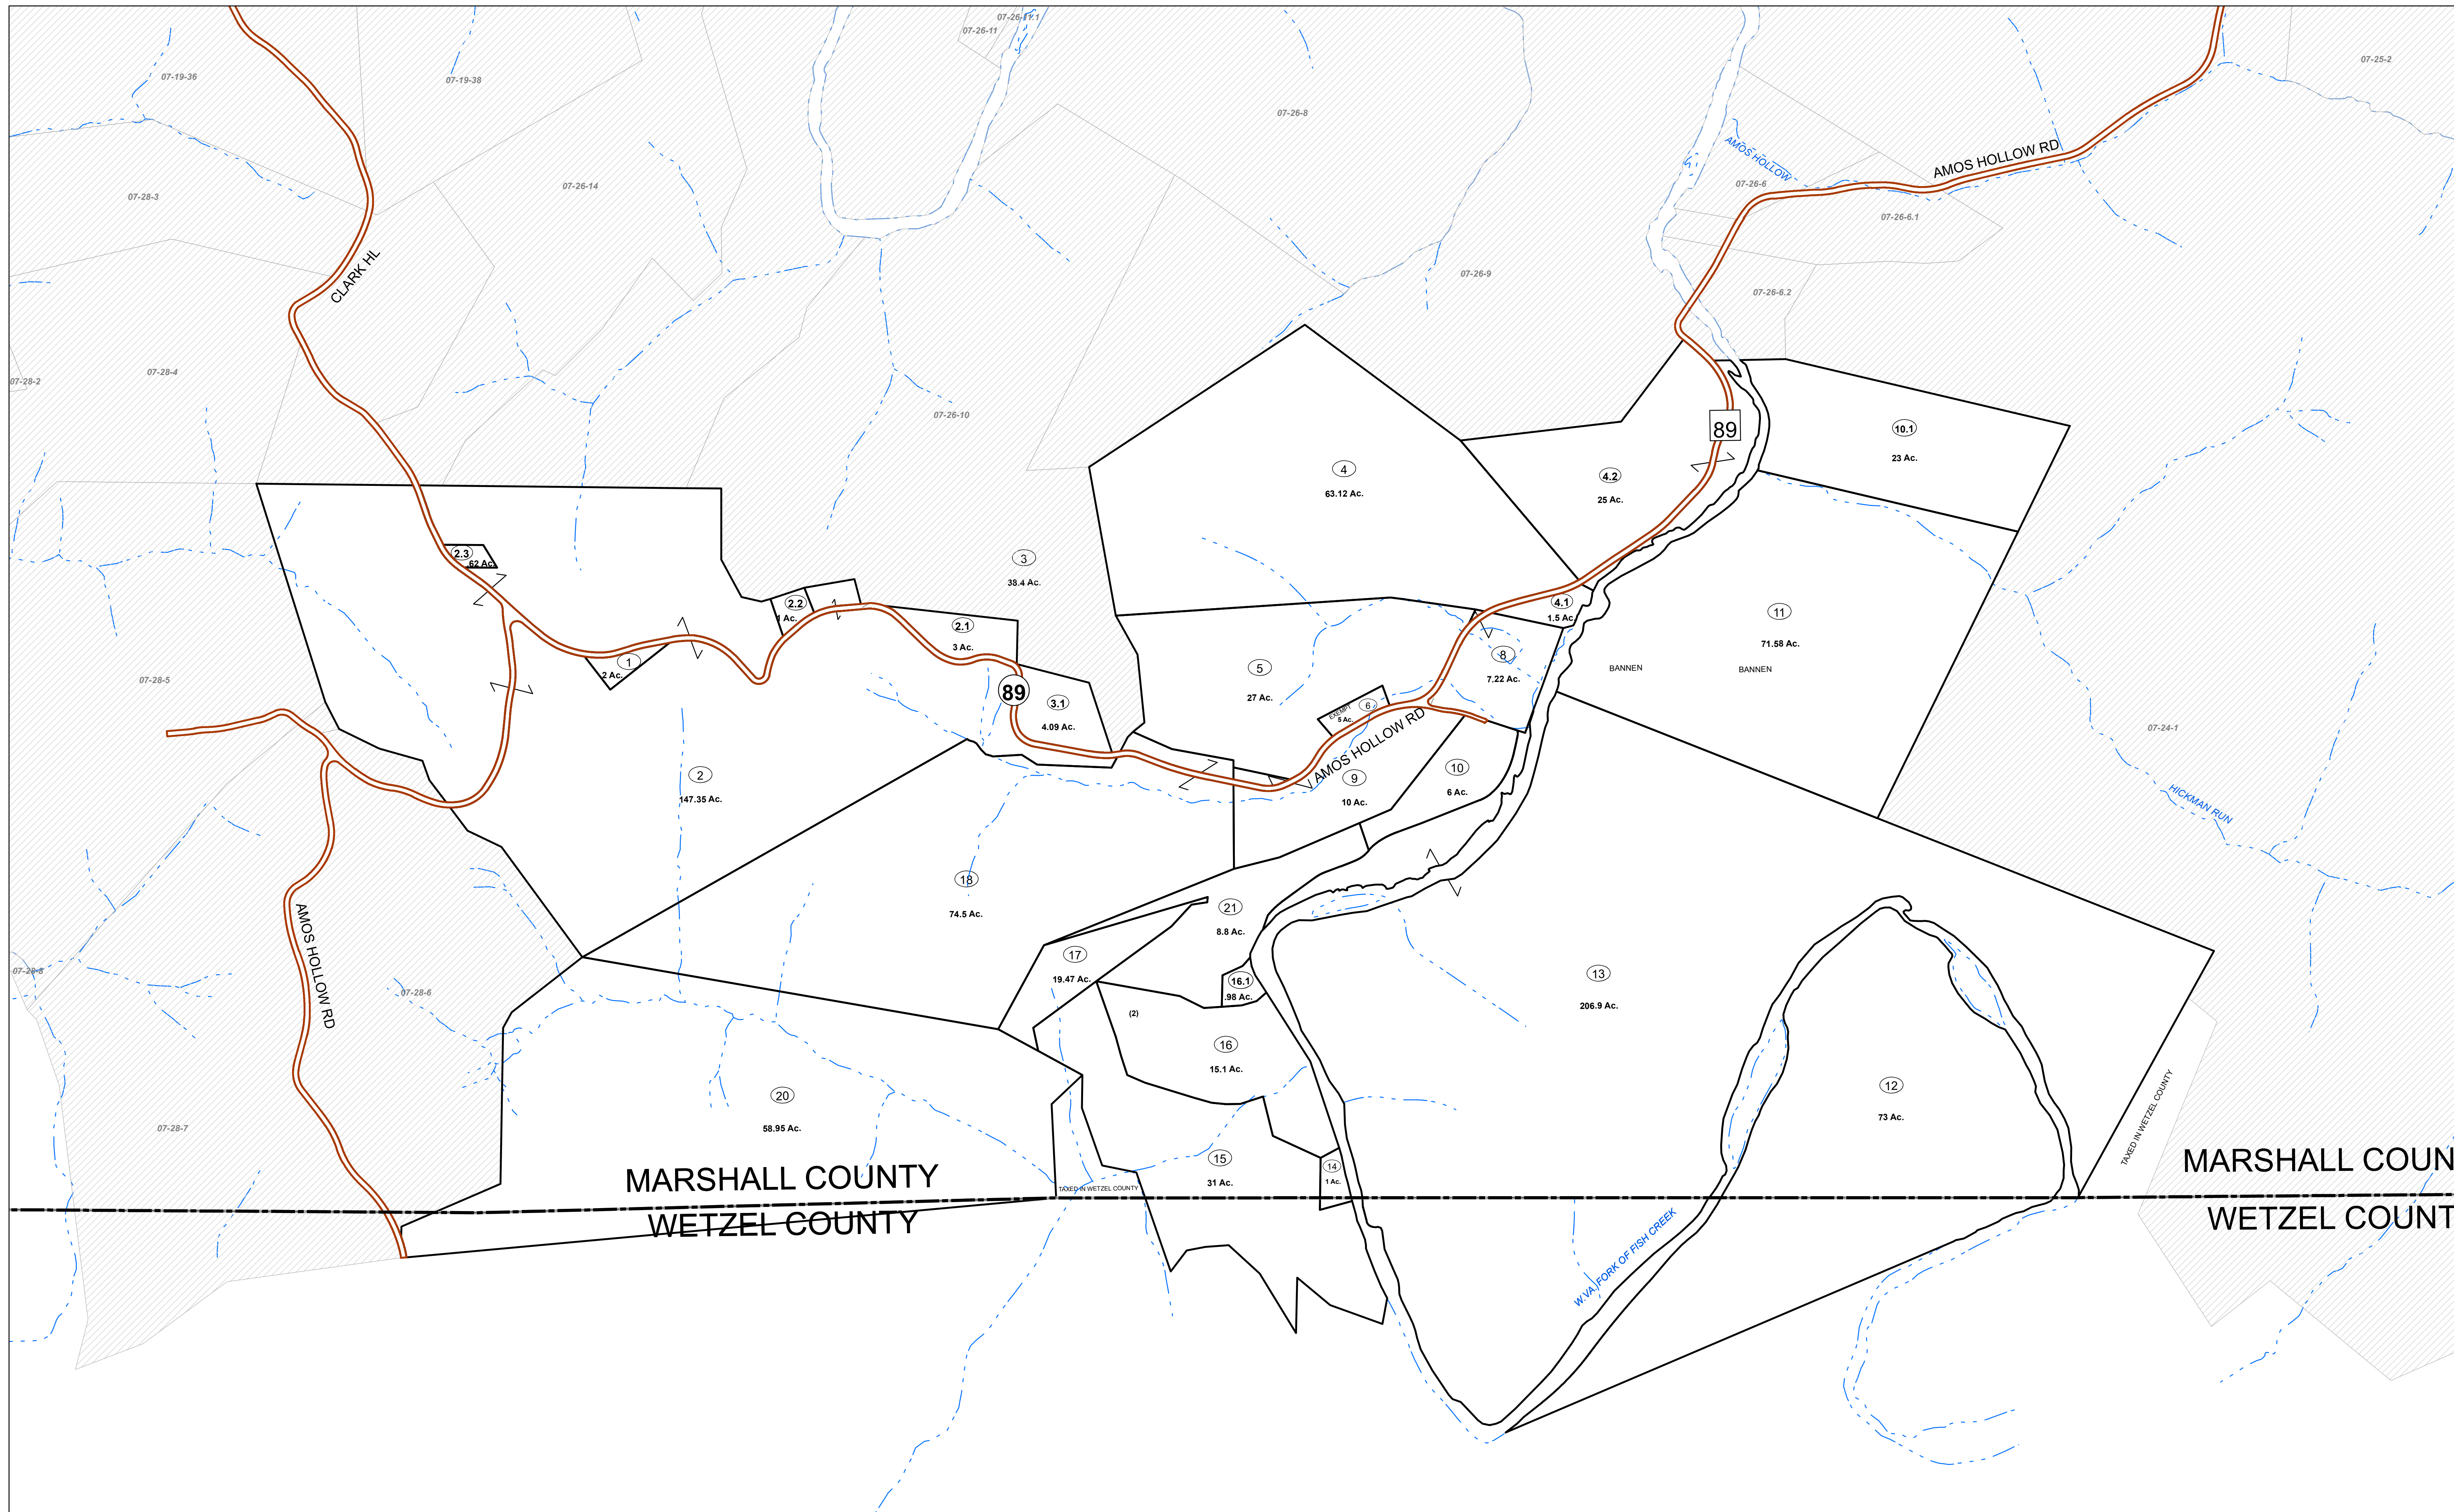 07-26-11.1
07-26-11
07-25-2
07-19-36
07-19-38
07-26-8
AMOS HOLLOW RD
AMOS HOLLOW
07-26-14
07-26-6
07-28-3
07-26-6.1
CLARK HL
07-26-9
07-26-6.2
07-28-4
07-28-2
07-26-10
89
10.1
23 Ac.
4
63.12 Ac.
4.2
25 Ac.
2.3
.62 Ac.
3
38.4 Ac.
2.2
1 Ac.
4.1
1.5 Ac.
11
71.58 Ac.
2.1
3 Ac.
1
2 Ac.
8
7.22 Ac.
5
27 Ac.
BANNEN
BANNEN
07-28-5
89
3.1
4.09 Ac.
6
EXEMPT
5 Ac.
07-24-1
AMOS HOLLOW RD
2
147.35 Ac.
9
10 Ac.
10
6 Ac.
HICKMAN RUN
18
74.5 Ac.
21
8.8 Ac.
AMOS HOLLOW RD
17
19.47 Ac.
07-28-8
07-28-6
16.1
.98 Ac.
13
206.9 Ac.
(2)
16
15.1 Ac.
20
58.95 Ac.
12
73 Ac.
07-28-7
TAXED IN WETZEL COUNTY
15
31 Ac.
14
1 Ac.
MARSHALL COUNTY
MARSHALL COUN
TAXED IN WETZEL COUNTY
WETZEL COUNTY
WETZEL COUNT
W.VA. FORK OF FISH CREEK